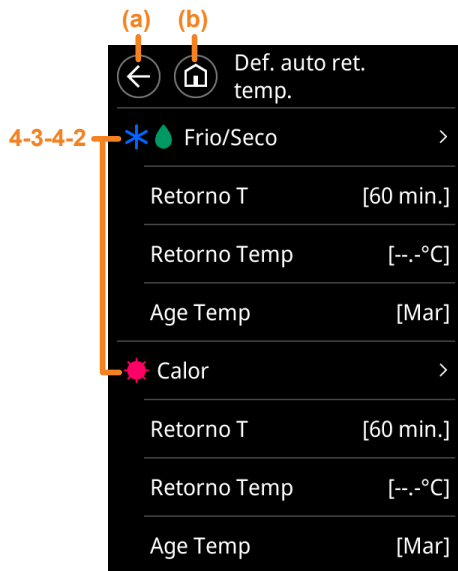 (a) (b)
Def. auto ret.
temp.
4-3-4-2 Frio/Seco >
Retorno T [60 min.]
Retorno Temp [--.-°C]
Age Temp [Mar]
Calor >
Retorno T [60 min.]
Retorno Temp [--.-°C]
Age Temp [Mar]